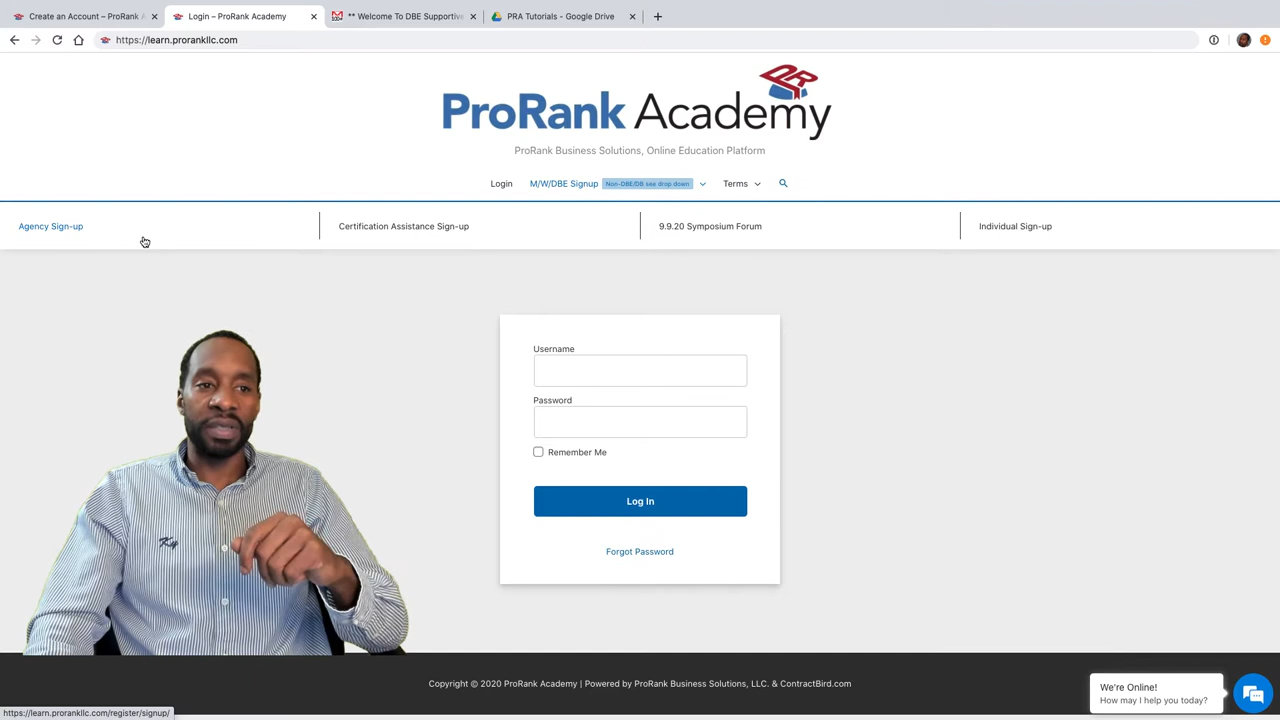 Create an Account – ProRank A
Login – ProRank Academy
** Welcome To DBE Supportive
PRA Tutorials - Google Drive
https://learn.prorankllc.com
ProRank Academy
ProRank Business Solutions, Online Education Platform
Login
M/W/DBE Signup Non-DBE/DB see drop down
Terms
Agency Sign-up
Certification Assistance Sign-up
9.9.20 Symposium Forum
Individual Sign-up
Username
Password
Remember Me
Log In
Forgot Password
Copyright © 2020 ProRank Academy | Powered by ProRank Business Solutions, LLC. & ContractBird.com
We're Online!
How may I help you today?
https://learn.prorankllc.com/register/signup/